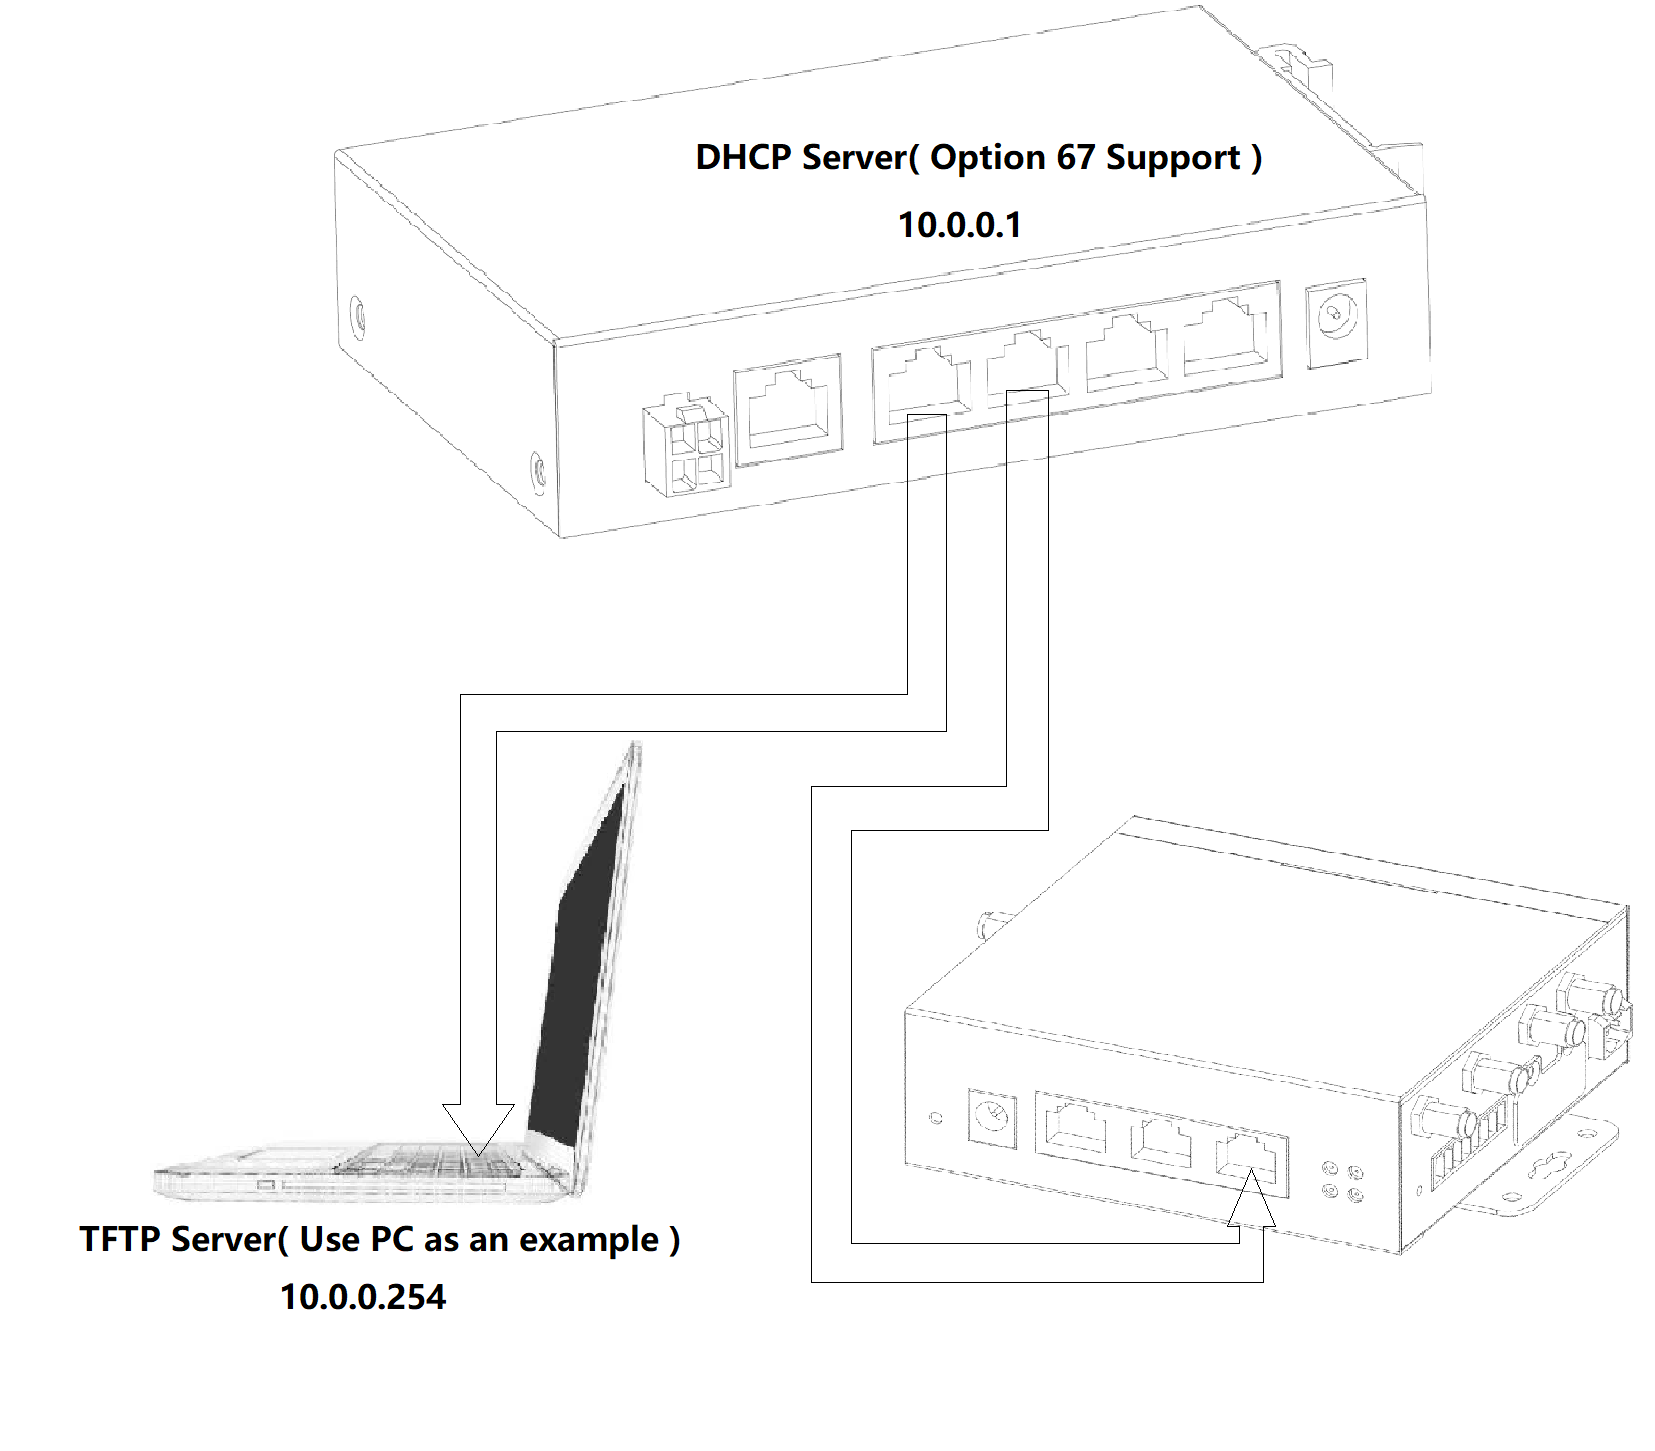 DHCP Server( Option 67 Support )
10.0.0.1
TFTP Server( Use PC as an example )
10.0.0.254